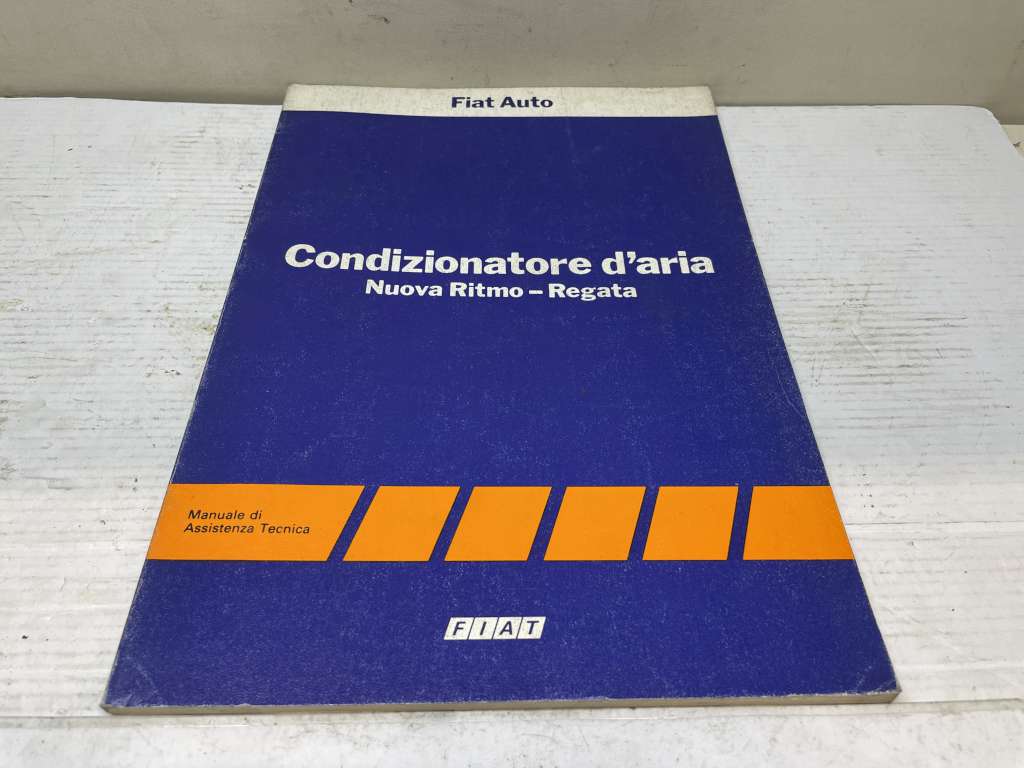 Fiat Auto
Condizionatore d'aria
Nuova Ritmo – Regata
Manuale di
Assistenza Tecnica
FIAT